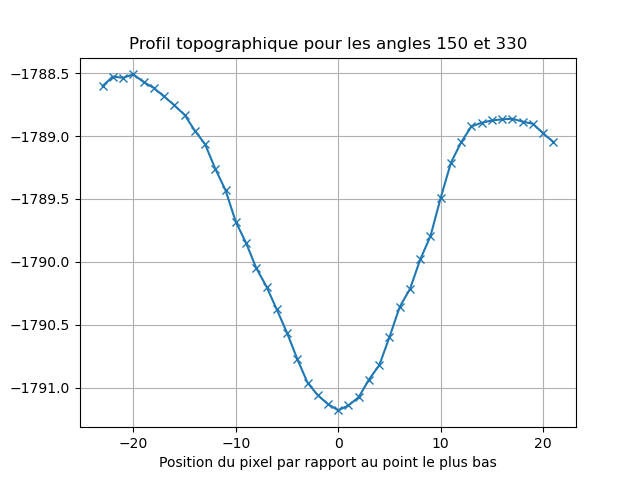 Profil topographique pour les angles 150 et 330
−1788.5
−1789.0
−1789.5
−1790.0
−1790.5
−1791.0
−20 −10 0 10 20
Position du pixel par rapport au point le plus bas